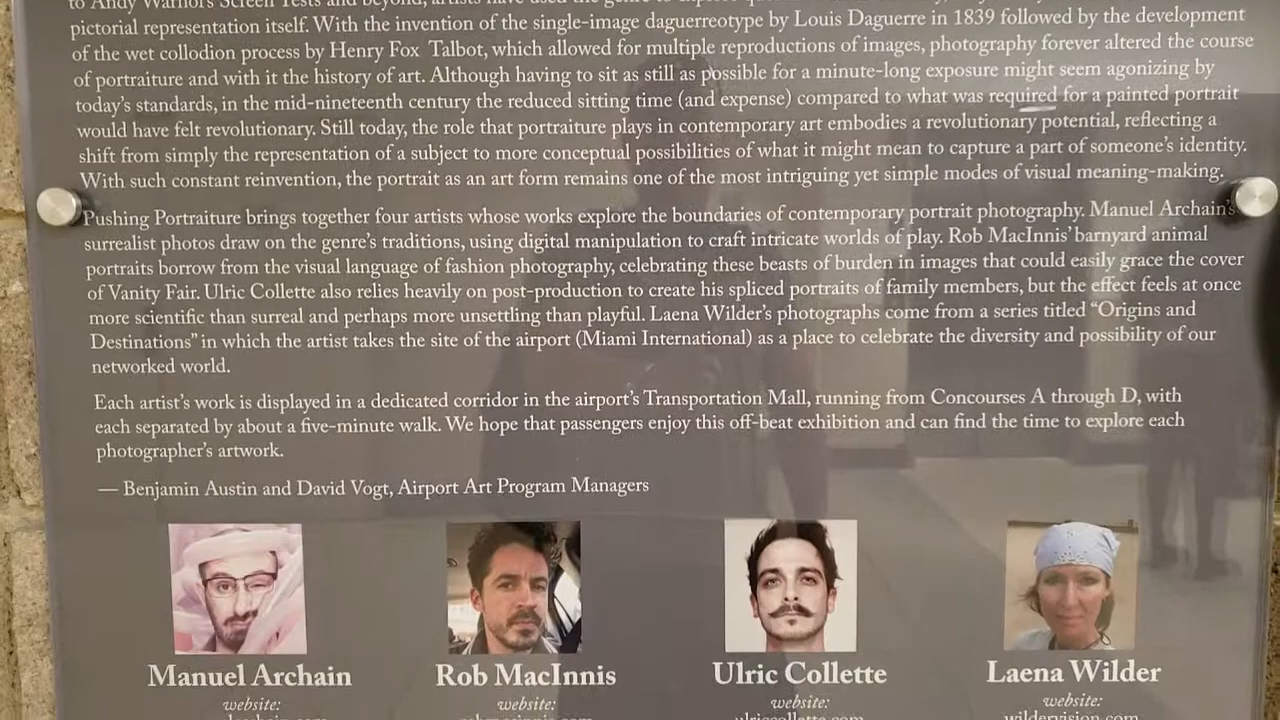 to Andy Warhol's Screen Tests and beyond, artists have used the genre to
pictorial representation itself. With the invention of the single-image daguerreotype by Louis Daguerre in 1839 followed by the development
of the wet collodion process by Henry Fox Talbot, which allowed for multiple reproductions of images, photography forever altered the course
of portraiture and with it the history of art. Although having to sit as still as possible for a minute-long exposure might seem agonizing by
today's standards, in the mid-nineteenth century the reduced sitting time (and expense) compared to what was required for a painted portrait
would have felt revolutionary. Still today, the role that portraiture plays in contemporary art embodies a revolutionary potential, reflecting a
shift from simply the representation of a subject to more conceptual possibilities of what it might mean to capture a part of someone's identity.
With such constant reinvention, the portrait as an art form remains one of the most intriguing yet simple modes of visual meaning-making.
Pushing Portraiture brings together four artists whose works explore the boundaries of contemporary portrait photography. Manuel Archain's
surrealist photos draw on the genre's traditions, using digital manipulation to craft intricate worlds of play. Rob MacInnis' barnyard animal
portraits borrow from the visual language of fashion photography, celebrating these beasts of burden in images that could easily grace the cover
of Vanity Fair. Ulric Collette also relies heavily on post-production to create his spliced portraits of family members, but the effect feels at once
more scientific than surreal and perhaps more unsettling than playful. Laena Wilder's photographs come from a series titled "Origins and
Destinations" in which the artist takes the site of the airport (Miami International) as a place to celebrate the diversity and possibility of our
networked world.
Each artist's work is displayed in a dedicated corridor in the airport's Transportation Mall, running from Concourses A through D, with
each separated by about a five-minute walk. We hope that passengers enjoy this off-beat exhibition and can find the time to explore each
photographer's artwork.
— Benjamin Austin and David Vogt, Airport Art Program Managers
Manuel Archain
website:
Rob MacInnis
website:
Ulric Collette
website:
ulriccollette.com
Laena Wilder
website:
wildervision.com